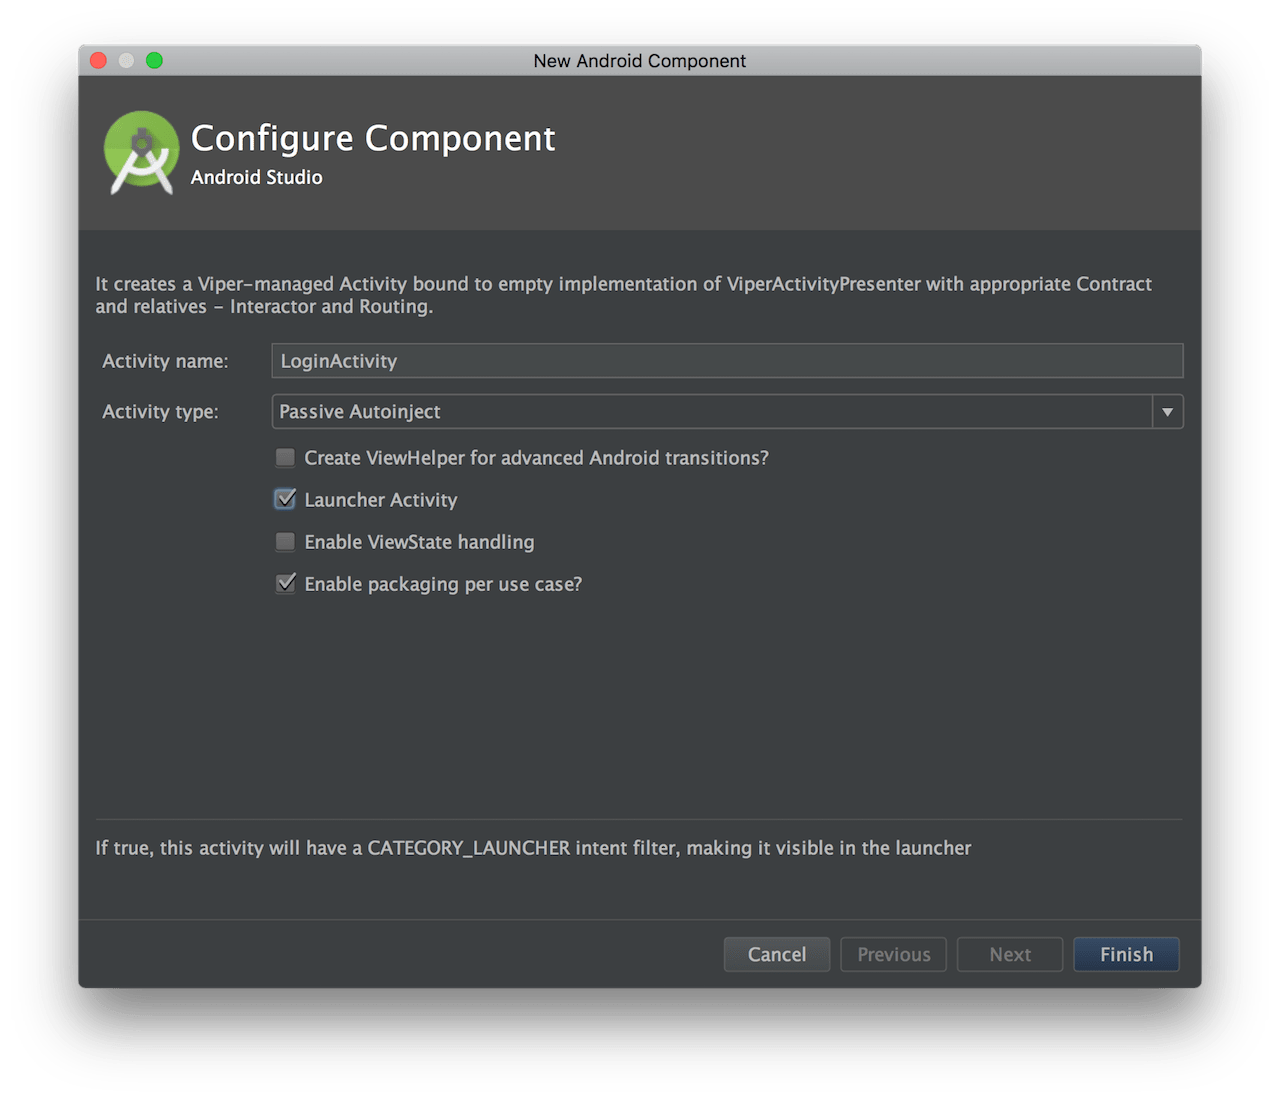 New Android Component
Configure Component
Android Studio
It creates a Viper-managed Activity bound to empty implementation of ViperActivityPresenter with appropriate Contract
and relatives - Interactor and Routing.
Activity name: LoginActivity
Activity type: Passive Autoinject
Create ViewHelper for advanced Android transitions?
Launcher Activity
Enable ViewState handling
Enable packaging per use case?
If true, this activity will have a CATEGORY_LAUNCHER intent filter, making it visible in the launcher
Cancel Previous Next Finish